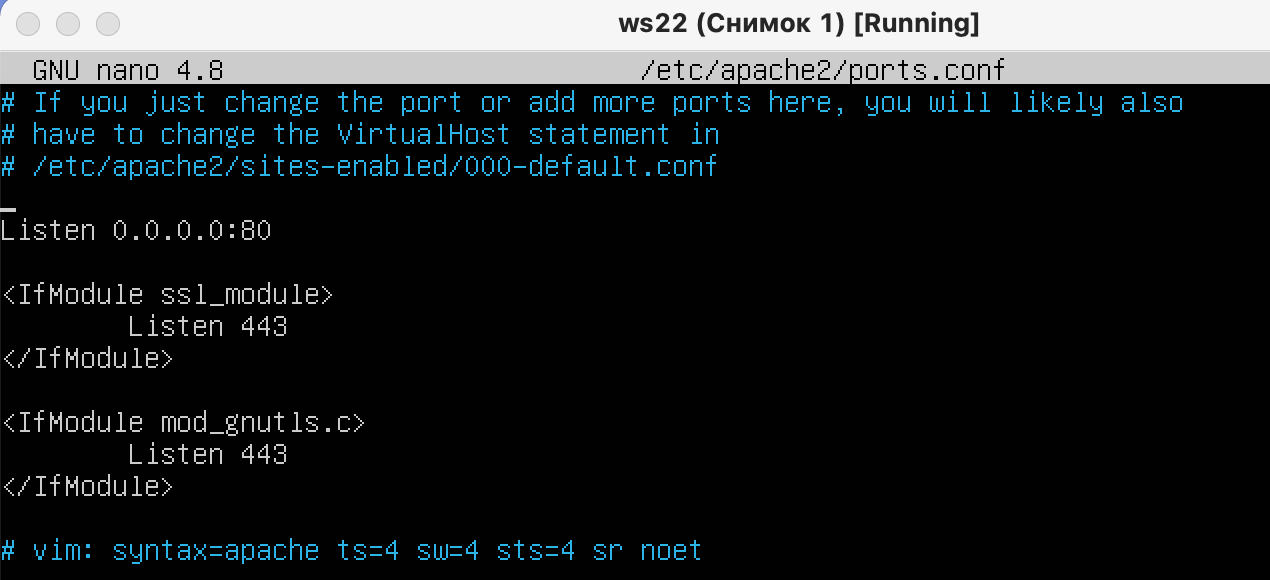 ws22 (Снимок 1) [Running]
GNU nano 4.8 /etc/apache2/ports.conf
# If you just change the port or add more ports here, you will likely also
# have to change the VirtualHost statement in
# /etc/apache2/sites-enabled/000-default.conf
Listen 0.0.0.0:80
<IfModule ssl_module>
Listen 443
</IfModule>
<IfModule mod_gnutls.c>
Listen 443
</IfModule>
# vim: syntax=apache ts=4 sw=4 sts=4 sr noet